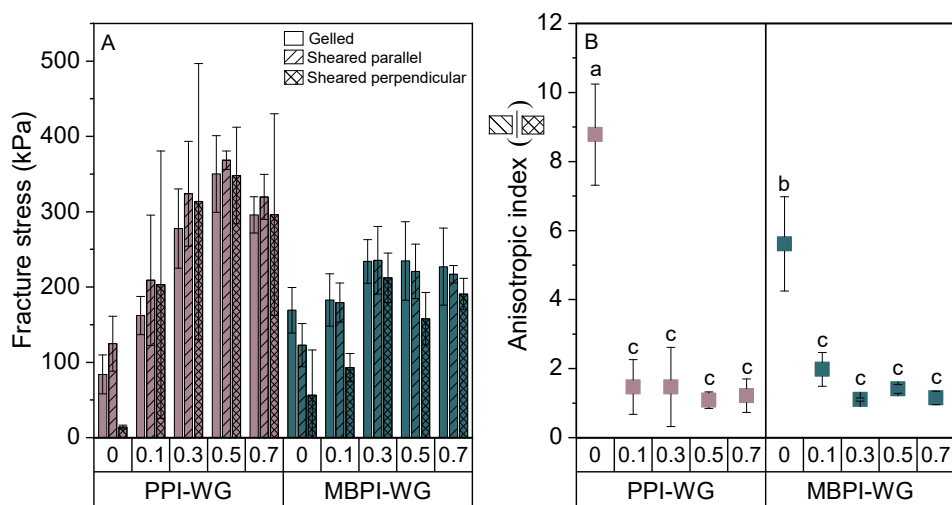 A
Gelled
Sheared parallel
Sheared perpendicular
Fracture stress (kPa)
500
400
300
200
100
0
0 0.1 0.3 0.5 0.7 0 0.1 0.3 0.5 0.7
PPI-WG MBPI-WG
B
Anisotropic index ( )
12
10
8
6
4
2
0
a
c c c c
b
c c c c
0 0.1 0.3 0.5 0.7 0 0.1 0.3 0.5 0.7
PPI-WG MBPI-WG